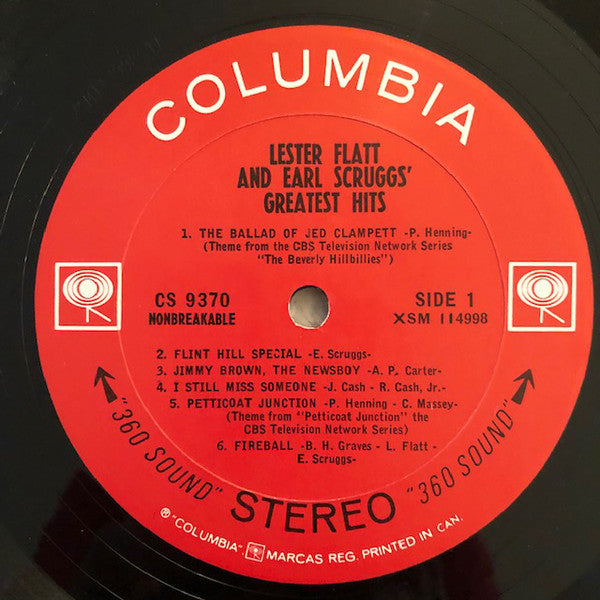 COLUMBIA
LESTER FLATT
AND EARL SCRUGGS'
GREATEST HITS
1. THE BALLAD OF JED CLAMPETT -P. Henning-
(Theme from the CBS Television Network Series
"The Beverly Hillbillies")
CS 9370
NONBREAKABLE
SIDE 1
XSM 114998
2. FLINT HILL SPECIAL -E. Scruggs-
3. JIMMY BROWN, THE NEWSBOY -A. P. Carter-
4. I STILL MISS SOMEONE -J. Cash - R. Cash, Jr.-
5. PETTICOAT JUNCTION -P. Henning - C. Massey-
(Theme from "Petticoat Junction" the
CBS Television Network Series)
6. FIREBALL -B. H. Graves - L. Flatt -
E. Scruggs-
"360 SOUND" STEREO "360 SOUND"
® "COLUMBIA", MARCAS REG. PRINTED IN CAN.